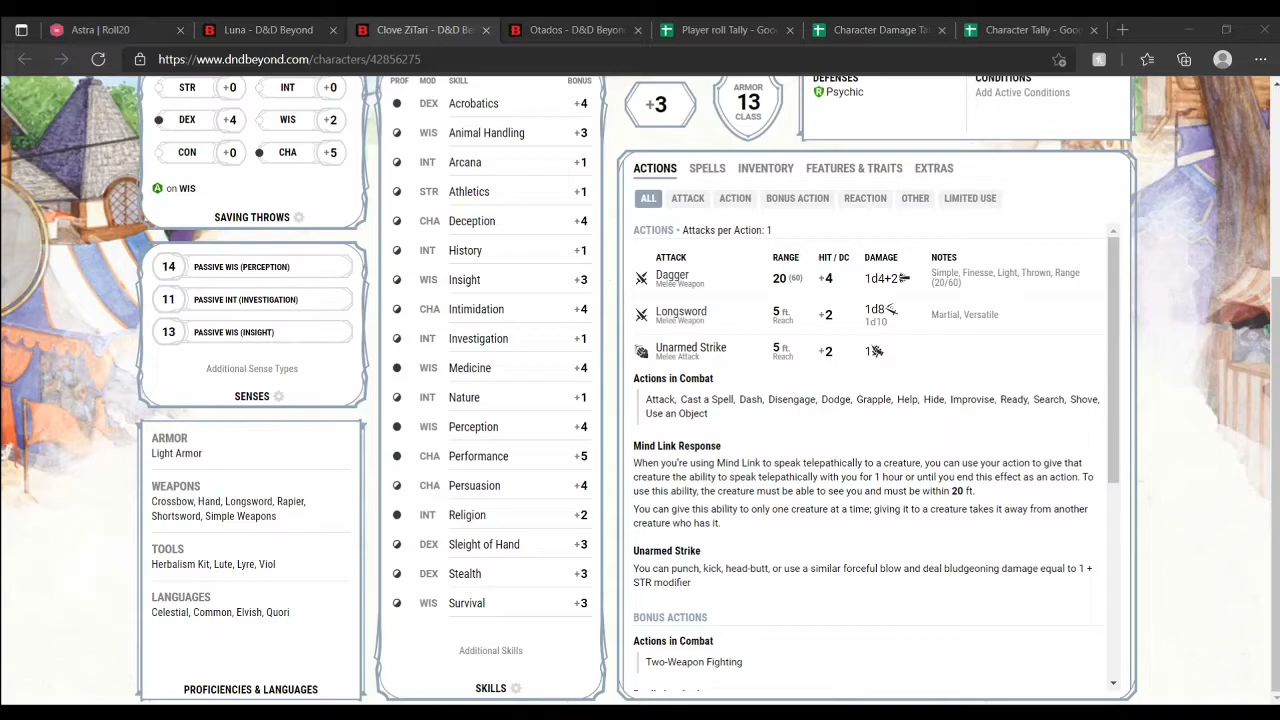 Astra | Roll20
Luna - D&D Beyond
Clove ZiTari - D&D Be
Otados - D&D Beyon
Player roll Tally - Goo
Character Damage Ta
Character Tally - Goog
https://www.dndbeyond.com/characters/42856275
STR +0 INT +0
DEX +4 WIS +2
CON +0 CHA +5
A on WIS
SAVING THROWS
14 PASSIVE WIS (PERCEPTION)
11 PASSIVE INT (INVESTIGATION)
13 PASSIVE WIS (INSIGHT)
Additional Sense Types
SENSES
ARMOR
Light Armor
WEAPONS
Crossbow, Hand, Longsword, Rapier,
Shortsword, Simple Weapons
TOOLS
Herbalism Kit, Lute, Lyre, Viol
LANGUAGES
Celestial, Common, Elvish, Quori
PROFICIENCIES & LANGUAGES
PROF MOD SKILL BONUS
DEX Acrobatics +4
WIS Animal Handling +3
INT Arcana +1
STR Athletics +1
CHA Deception +4
INT History +1
WIS Insight +3
CHA Intimidation +4
INT Investigation +1
WIS Medicine +4
INT Nature +1
WIS Perception +4
CHA Performance +5
CHA Persuasion +4
INT Religion +2
DEX Sleight of Hand +3
DEX Stealth +3
WIS Survival +3
Additional Skills
SKILLS
+3
ARMOR
13
CLASS
DEFENSES
R Psychic
CONDITIONS
Add Active Conditions
ACTIONS SPELLS INVENTORY FEATURES & TRAITS EXTRAS
ALL ATTACK ACTION BONUS ACTION REACTION OTHER LIMITED USE
ACTIONS • Attacks per Action: 1
ATTACK RANGE HIT / DC DAMAGE NOTES
Dagger 20 (60) +4 1d4+2 Simple, Finesse, Light, Thrown, Range
Melee Weapon (20/60)
Longsword 5 ft. +2 1d8 Martial, Versatile
Melee Weapon Reach 1d10
Unarmed Strike 5 ft. +2 1
Melee Attack Reach
Actions in Combat
Attack, Cast a Spell, Dash, Disengage, Dodge, Grapple, Help, Hide, Improvise, Ready, Search, Shove,
Use an Object
Mind Link Response
When you're using Mind Link to speak telepathically to a creature, you can use your action to give that
creature the ability to speak telepathically with you for 1 hour or until you end this effect as an action. To
use this ability, the creature must be able to see you and must be within 20 ft.
You can give this ability to only one creature at a time; giving it to a creature takes it away from another
creature who has it.
Unarmed Strike
You can punch, kick, head-butt, or use a similar forceful blow and deal bludgeoning damage equal to 1 +
STR modifier
BONUS ACTIONS
Actions in Combat
Two-Weapon Fighting